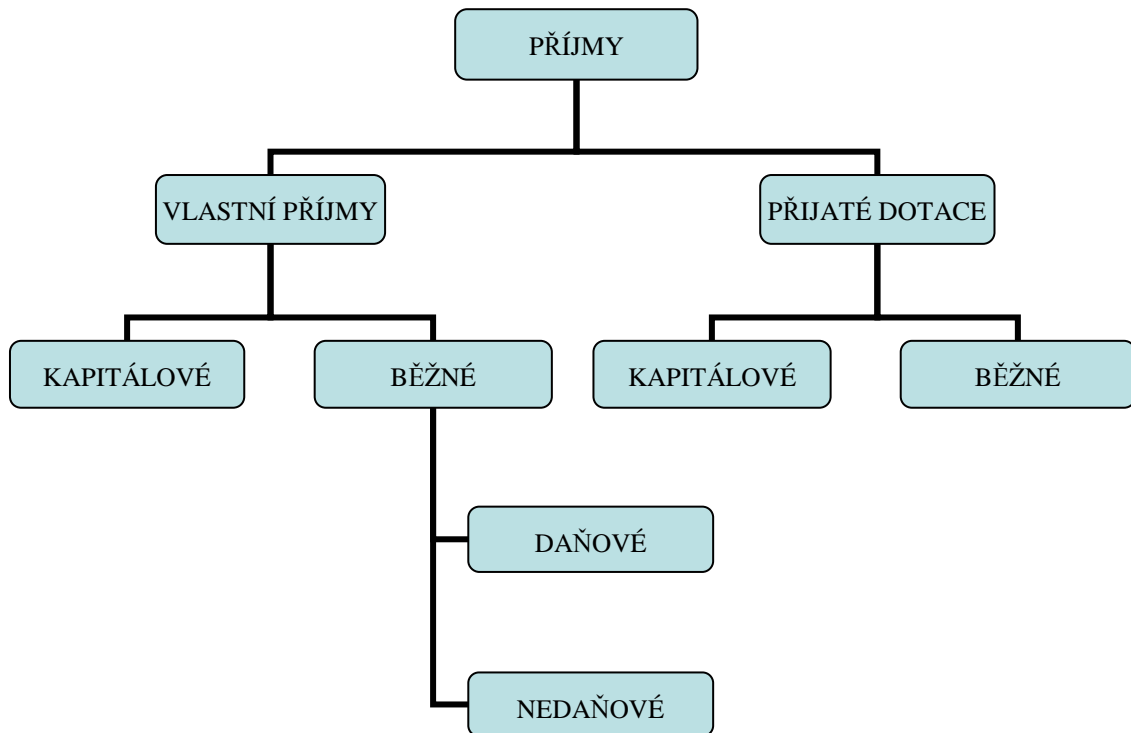 PŘÍJMY
VLASTNÍ PŘÍJMY
PŘIJATÉ DOTACE
KAPITÁLOVÉ
BĚŽNÉ
KAPITÁLOVÉ
BĚŽNÉ
DAŇOVÉ
NEDAŇOVÉ